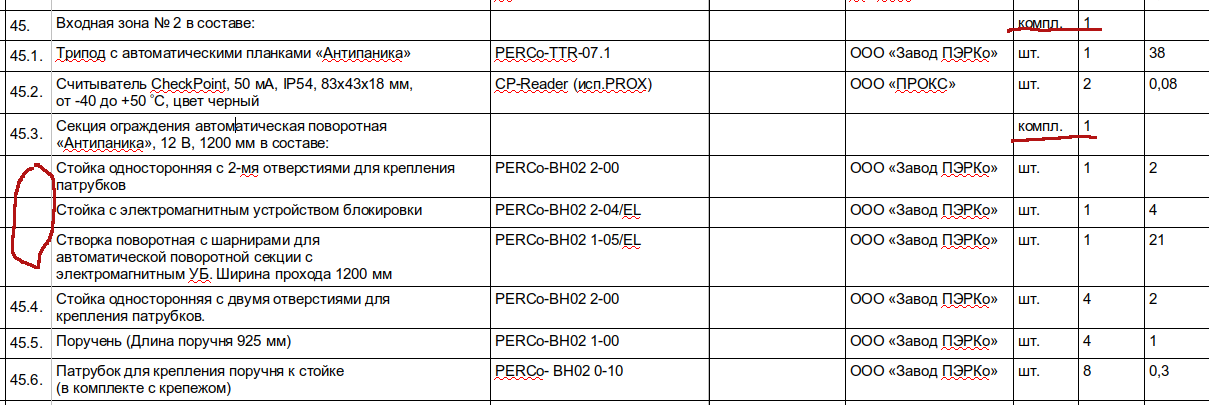 45. Входная зона № 2 в составе: компл. 1
45.1. Трипод с автоматическими планками «Антипаника» PERCo-TTR-07.1 ООО «Завод ПЭРКо» шт. 1 38
45.2. Считыватель CheckPoint, 50 мА, IP54, 83х43х18 мм, CP-Reader (исп.PROX) ООО «ПРОКС» шт. 2 0,08
от -40 до +50 °С, цвет черный
45.3. Секция ограждения автоматическая поворотная компл. 1
«Антипаника», 12 В, 1200 мм в составе:
Стойка односторонняя с 2-мя отверстиями для крепления PERCo-BH02 2-00 ООО «Завод ПЭРКо» шт. 1 2
патрубков
Стойка с электромагнитным устройством блокировки PERCo-BH02 2-04/EL ООО «Завод ПЭРКо» шт. 1 4
Створка поворотная с шарнирами для PERCo-BH02 1-05/EL ООО «Завод ПЭРКо» шт. 1 21
автоматической поворотной секции с
электромагнитным УБ. Ширина прохода 1200 мм
45.4. Стойка односторонняя с двумя отверстиями для PERCo-BH02 2-00 ООО «Завод ПЭРКо» шт. 4 2
крепления патрубков.
45.5. Поручень (Длина поручня 925 мм) PERCo-BH02 1-00 ООО «Завод ПЭРКо» шт. 4 1
45.6. Патрубок для крепления поручня к стойке PERCo- BH02 0-10 ООО «Завод ПЭРКо» шт. 8 0,3
(в комплекте с крепежом)